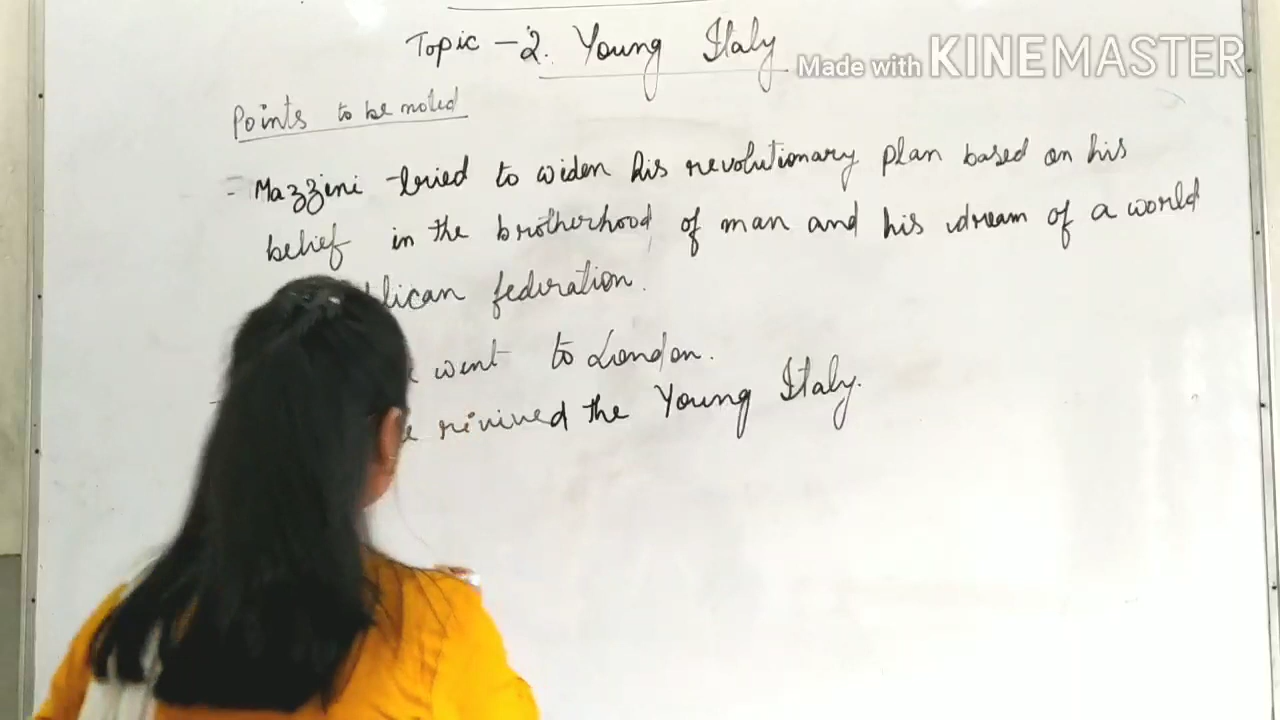 Topic - 2. Young Italy
Made with KINEMASTER
Points to be noted
- Mazzini tried to widen his revolutionary plan based on his
belief in the brotherhood of man and his dream of a world
federation.
went to London.
the Young Italy.